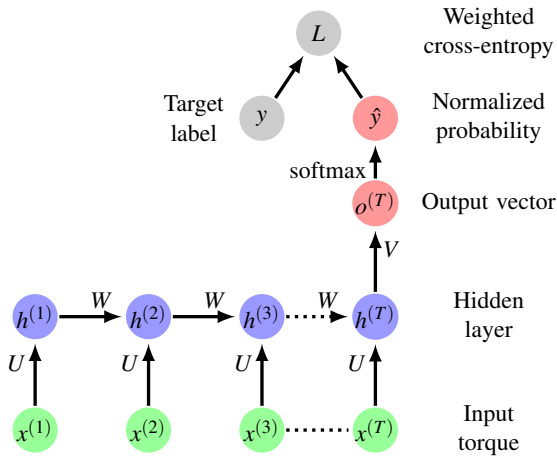 L
Weighted
cross-entropy
Target
label
y
ŷ
Normalized
probability
softmax
o^{(T)}
Output vector
V
W
W
W
h^{(1)}
h^{(2)}
h^{(3)}
h^{(T)}
Hidden
layer
U
U
U
U
x^{(1)}
x^{(2)}
x^{(3)}
x^{(T)}
Input
torque